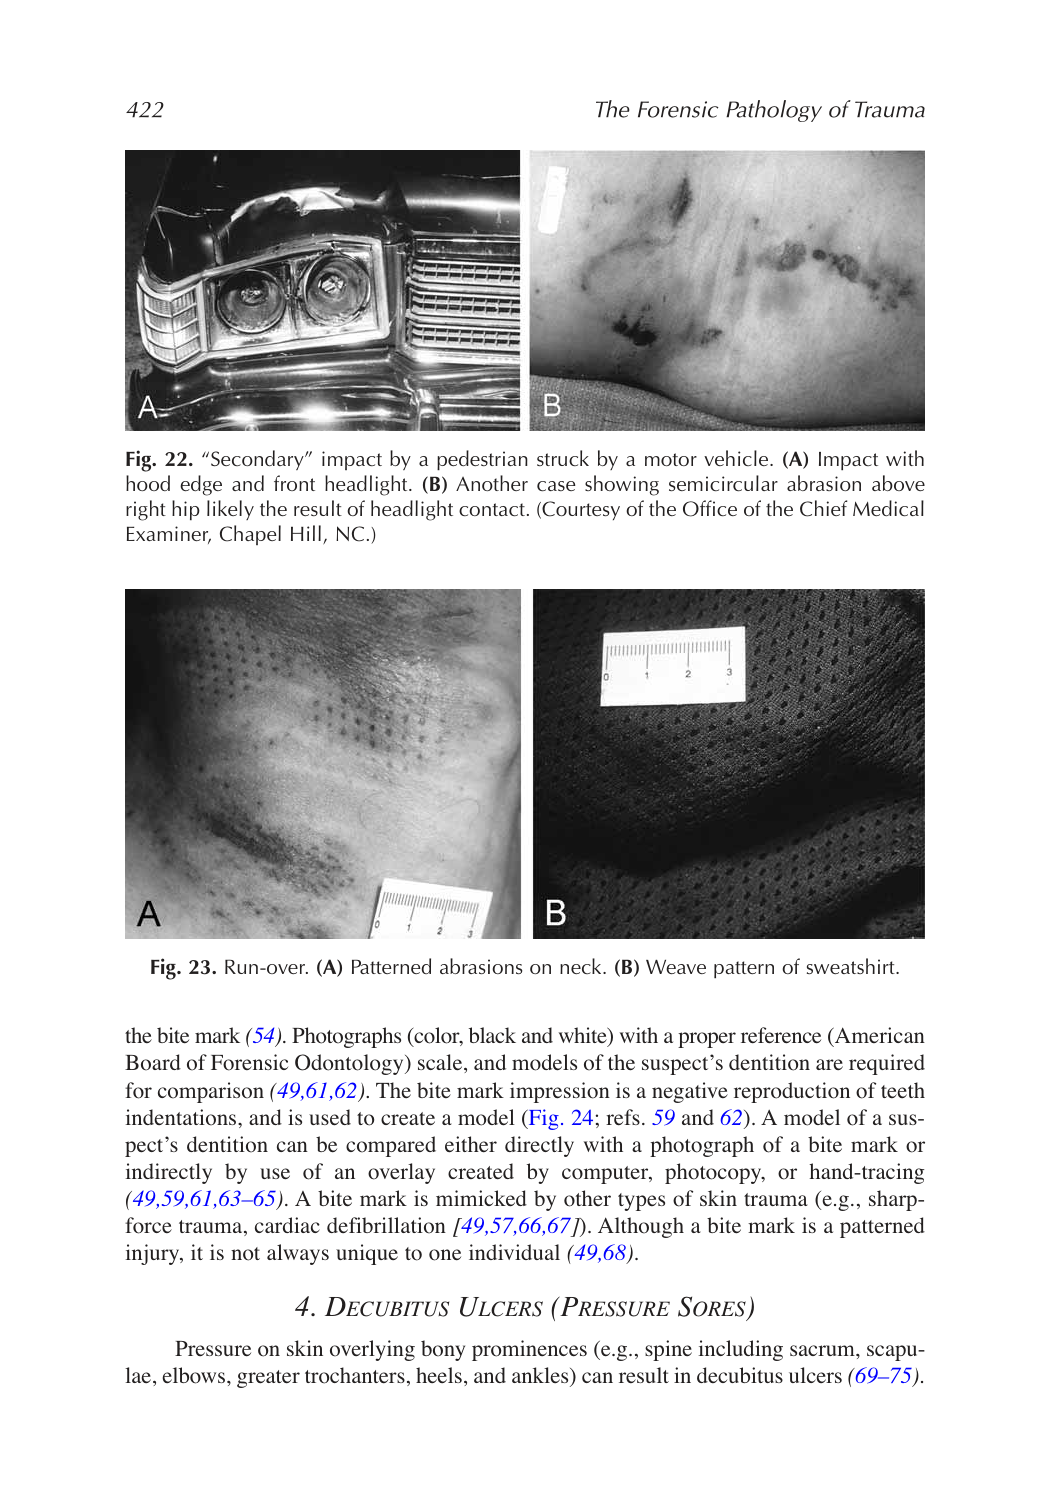 422
The Forensic Pathology of Trauma
A
B
Fig. 22. “Secondary” impact by a pedestrian struck by a motor vehicle. (A) Impact with
hood edge and front headlight. (B) Another case showing semicircular abrasion above
right hip likely the result of headlight contact. (Courtesy of the Office of the Chief Medical
Examiner, Chapel Hill, NC.)
0 1 2 3
A
0 1 2 3
B
Fig. 23. Run-over. (A) Patterned abrasions on neck. (B) Weave pattern of sweatshirt.
the bite mark (54). Photographs (color, black and white) with a proper reference (American
Board of Forensic Odontology) scale, and models of the suspect’s dentition are required
for comparison (49,61,62). The bite mark impression is a negative reproduction of teeth
indentations, and is used to create a model (Fig. 24; refs. 59 and 62). A model of a sus-
pect’s dentition can be compared either directly with a photograph of a bite mark or
indirectly by use of an overlay created by computer, photocopy, or hand-tracing
(49,59,61,63–65). A bite mark is mimicked by other types of skin trauma (e.g., sharp-
force trauma, cardiac defibrillation [49,57,66,67]). Although a bite mark is a patterned
injury, it is not always unique to one individual (49,68).
4. DECUBITUS ULCERS (PRESSURE SORES)
Pressure on skin overlying bony prominences (e.g., spine including sacrum, scapu-
lae, elbows, greater trochanters, heels, and ankles) can result in decubitus ulcers (69–75).